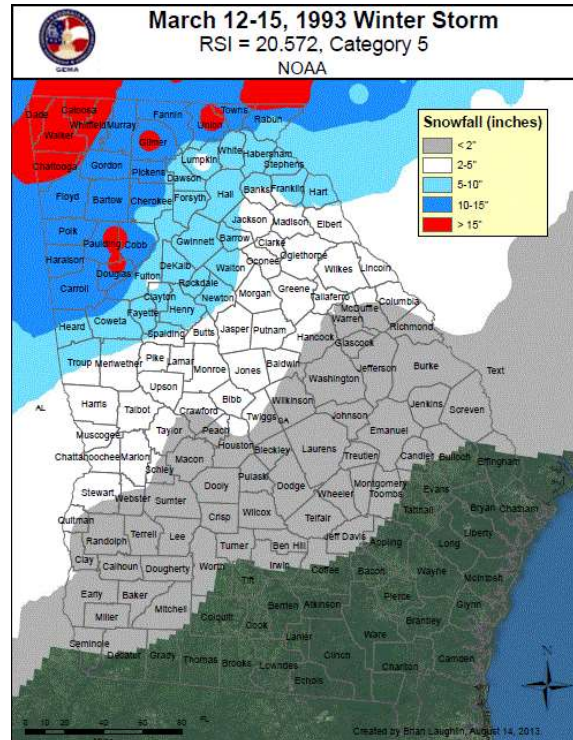 March 12-15, 1993 Winter Storm
RSI = 20.572, Category 5
NOAA
GEMA
Snowfall (inches)
< 2"
2-5"
5-10"
10-15"
> 15"
Dade
Catoosa
Whitfield
Murray
Fannin
Union
Towns
Rabun
Walker
Gilmer
Chattooga
Gordon
Pickens
Lumpkin
White
Habersham
Stephens
Dawson
Floyd
Bartow
Cherokee
Forsyth
Hall
Banks
Franklin
Hart
Jackson
Madison
Elbert
Polk
Paulding
Cobb
Gwinnett
Barrow
Clarke
Oglethorpe
Haralson
Douglas
Fulton
DeKalb
Walton
Oconee
Wilkes
Lincoln
Carroll
Clayton
Rockdale
Newton
Morgan
Greene
Taliaferro
Columbia
McDuffie
Fayette
Henry
Warren
Richmond
Heard
Coweta
Spalding
Butts
Jasper
Putnam
Hancock
Glascock
Troup
Meriwether
Pike
Lamar
Monroe
Jones
Baldwin
Washington
Jefferson
Burke
Text
Upson
Wilkinson
AL
Harris
Talbot
Crawford
Bibb
Twiggs
GA
Johnson
Jenkins
Screven
Muscogee
Taylor
Peach
Houston
Bleckley
Laurens
Emanuel
Chattahoochee
Marion
Schley
Macon
Treutlen
Candler
Bulloch
Effingham
Stewart
Webster
Sumter
Dooly
Pulaski
Dodge
Wheeler
Montgomery
Toombs
Evans
Tattnall
Bryan
Chatham
Quitman
Randolph
Terrell
Lee
Crisp
Wilcox
Telfair
Jeff Davis
Appling
Long
Liberty
Clay
Calhoun
Dougherty
Worth
Turner
Ben Hill
Irwin
Coffee
Bacon
Wayne
McIntosh
Early
Baker
Mitchell
Tift
Pierce
Glynn
Miller
Colquitt
Cook
Berrien
Atkinson
Ware
Brantley
Seminole
Decatur
Grady
Thomas
Brooks
Lowndes
Lanier
Clinch
Charlton
Camden
Echols
FL
N
0 10 20 40 60 80
Created by Brian Laughlin, August 14, 2013.